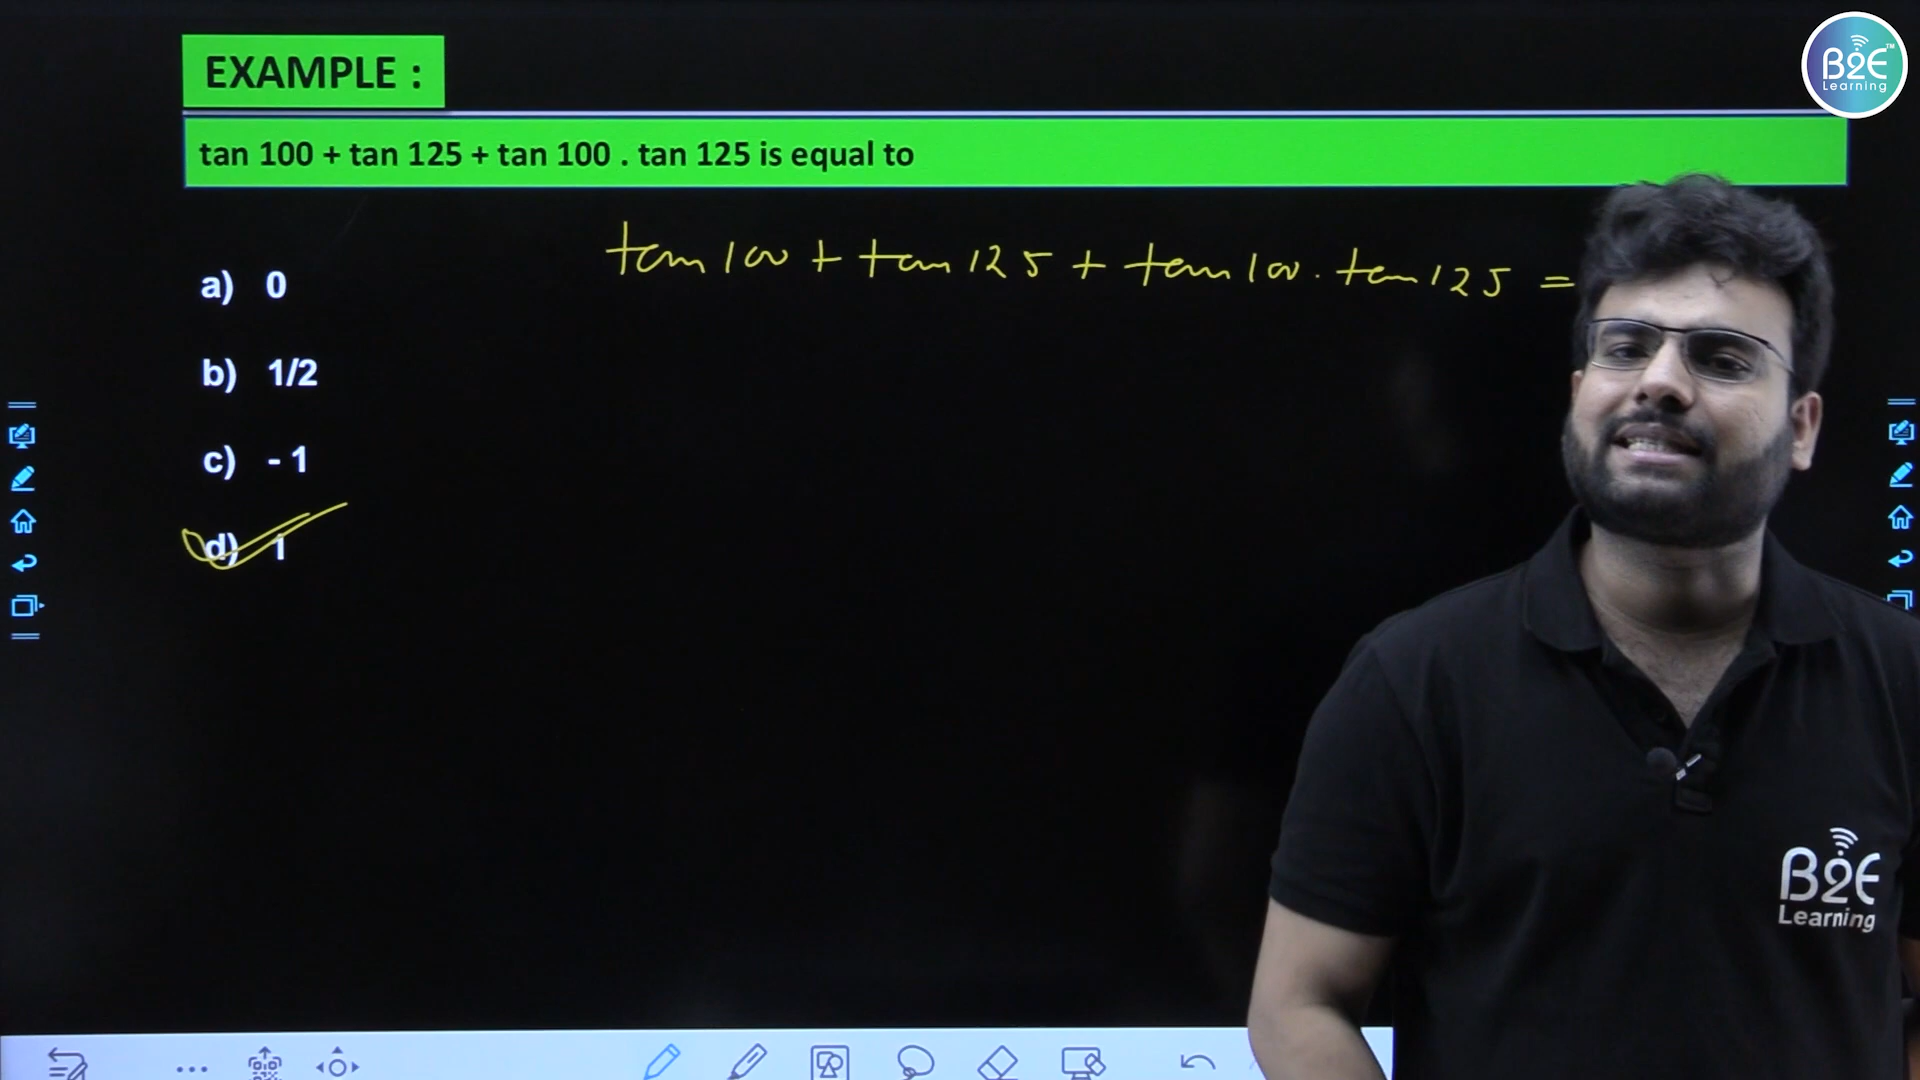 B2E™
Learning
EXAMPLE :
tan 100 + tan 125 + tan 100 . tan 125 is equal to
tan 100 + tan 125 + tan 100 . tan 125 =
a) 0
b) 1/2
c) - 1
d) 1
B2E
Learning